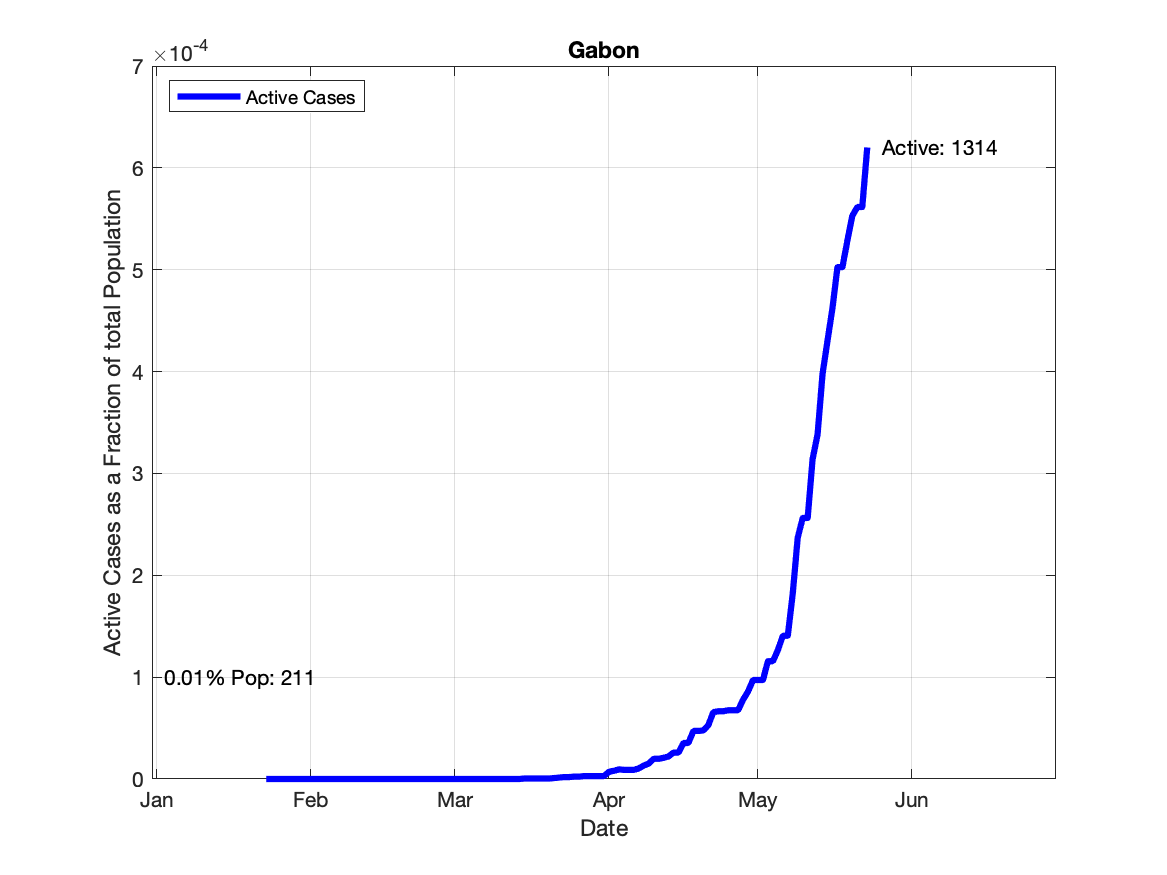 Gabon
×10-4
Active Cases
Active: 1314
0.01% Pop: 211
7
6
5
4
3
2
1
0
Active Cases as a Fraction of total Population
Jan Feb Mar Apr May Jun
Date